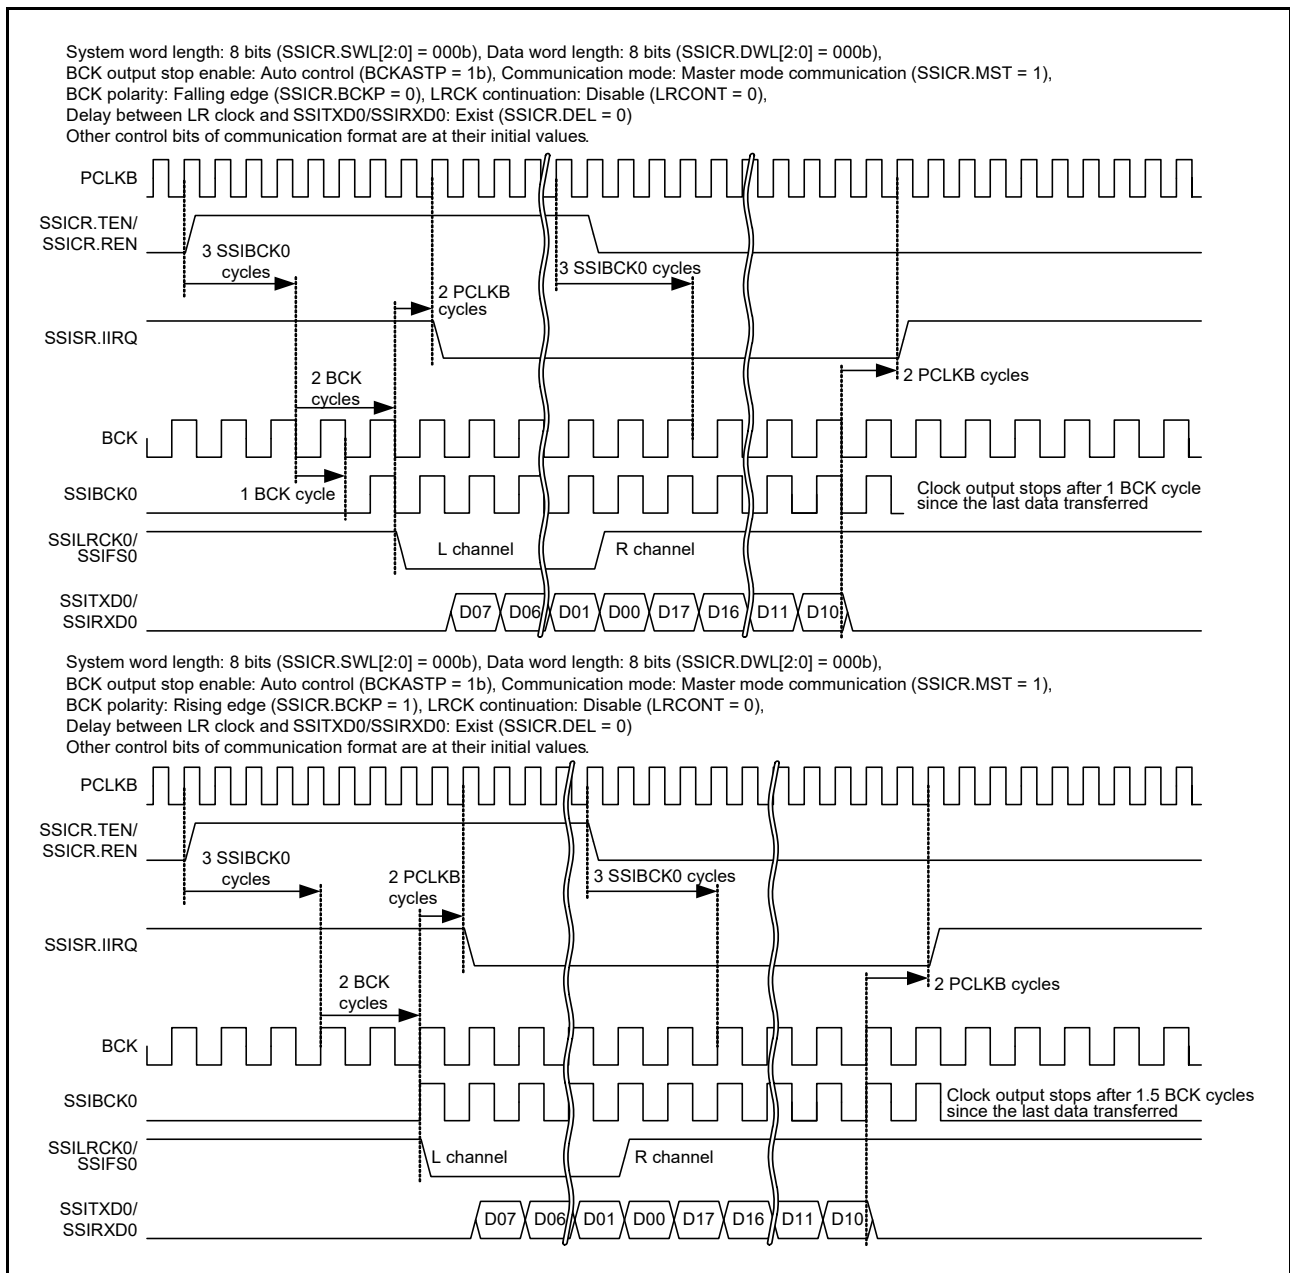 System word length: 8 bits (SSICR.SWL[2:0] = 000b), Data word length: 8 bits (SSICR.DWL[2:0] = 000b),
BCK output stop enable: Auto control (BCKASTP = 1b), Communication mode: Master mode communication (SSICR.MST = 1),
BCK polarity: Falling edge (SSICR.BCKP = 0), LRCK continuation: Disable (LRCONT = 0),
Delay between LR clock and SSITXD0/SSIRXD0: Exist (SSICR.DEL = 0)
Other control bits of communication format are at their initial values.
PCLKB
SSICR.TEN/
SSICR.REN
3 SSIBCK0
cycles
3 SSIBCK0 cycles
2 PCLKB
cycles
SSISR.IIRQ
2 PCLKB cycles
2 BCK
cycles
BCK
1 BCK cycle
SSIBCK0
Clock output stops after 1 BCK cycle
since the last data transferred
SSILRCK0/
SSIFS0
L channel
R channel
SSITXD0/
SSIRXD0
D07 D06 D01 D00 D17 D16 D11 D10
System word length: 8 bits (SSICR.SWL[2:0] = 000b), Data word length: 8 bits (SSICR.DWL[2:0] = 000b),
BCK output stop enable: Auto control (BCKASTP = 1b), Communication mode: Master mode communication (SSICR.MST = 1),
BCK polarity: Rising edge (SSICR.BCKP = 1), LRCK continuation: Disable (LRCONT = 0),
Delay between LR clock and SSITXD0/SSIRXD0: Exist (SSICR.DEL = 0)
Other control bits of communication format are at their initial values.
PCLKB
SSICR.TEN/
SSICR.REN
3 SSIBCK0
cycles
2 PCLKB
cycles
3 SSIBCK0 cycles
SSISR.IIRQ
2 BCK
cycles
2 PCLKB cycles
BCK
SSIBCK0
Clock output stops after 1.5 BCK cycles
since the last data transferred
SSILRCK0/
SSIFS0
L channel
R channel
SSITXD0/
SSIRXD0
D07 D06 D01 D00 D17 D16 D11 D10